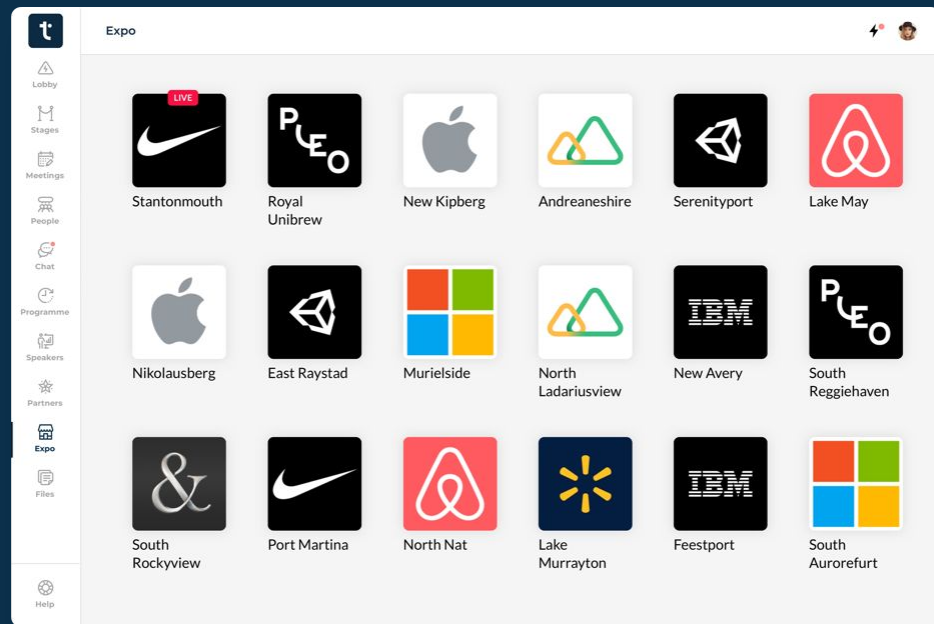 t
Expo
Lobby
Stages
Meetings
People
Chat
Programme
Speakers
Partners
Expo
Files
Help
LIVE
PLEO
Stantonmouth
Royal
Unibrew
New Kipberg
Andreaneshire
Serenityport
Lake May
IBM
PLEO
Nikolausberg
East Raystad
Murielside
North
Ladariusview
New Avery
South
Reggiehaven
&
IBM
South
Rockyview
Port Martina
North Nat
Lake
Murrayton
Feestport
South
Aurorefurt